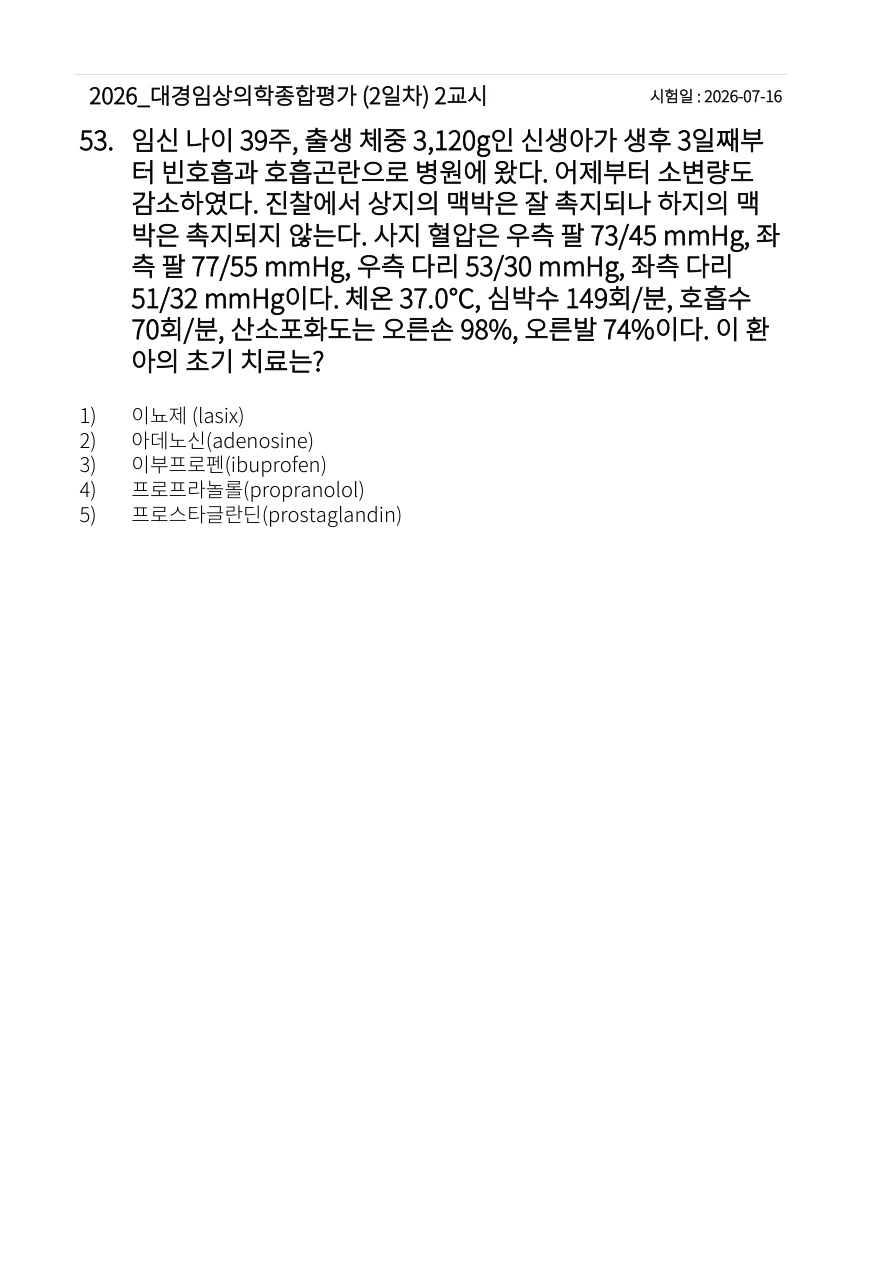 2026_대경임상의학종합평가 (2일차) 2교시
시험일 : 2026-07-16
53. 임신 나이 39주, 출생 체중 3,120g인 신생아가 생후 3일째부
터 빈호흡과 호흡곤란으로 병원에 왔다. 어제부터 소변량도
감소하였다. 진찰에서 상지의 맥박은 잘 촉지되나 하지의 맥
박은 촉지되지 않는다. 사지 혈압은 우측 팔 73/45 mmHg, 좌
측 팔 77/55 mmHg, 우측 다리 53/30 mmHg, 좌측 다리
51/32 mmHg이다. 체온 37.0°C, 심박수 149회/분, 호흡수
70회/분, 산소포화도는 오른손 98%, 오른발 74%이다. 이 환
아의 초기 치료는?
1) 이뇨제 (lasix)
2) 아데노신(adenosine)
3) 이부프로펜(ibuprofen)
4) 프로프라놀롤(propranolol)
5) 프로스타글란딘(prostaglandin)